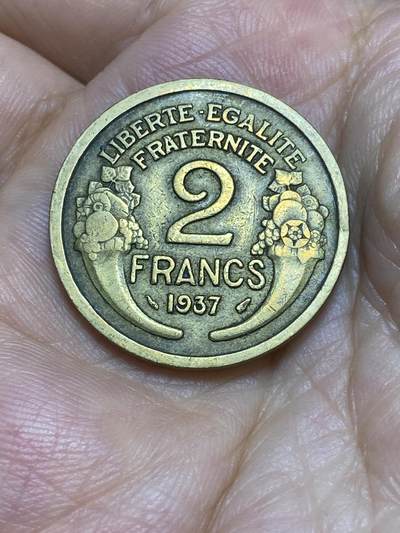 LIBERTE·EGALITE
FRATERNITE
2
FRANCS
1937